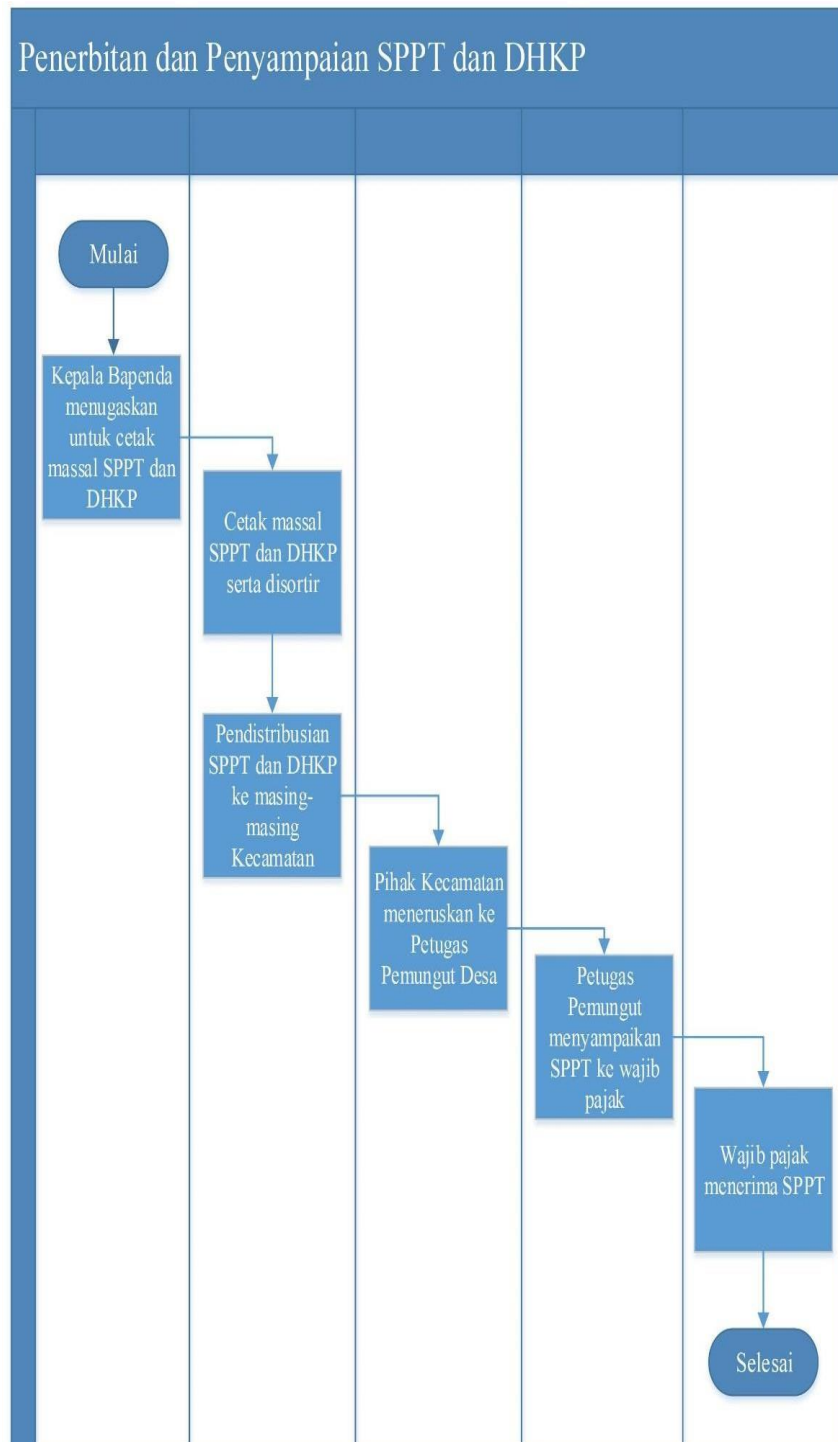 Penerbitan dan Penyampaian SPPT dan DHKP
Mulai
Kepala Bapenda
menugaskan
untuk cetak
massal SPPT dan
DHKP
Cetak massal
SPPT dan DHKP
serta disortir
Pendistribusian
SPPT dan DHKP
ke masing-
masing
Kecamatan
Pihak Kecamatan
meneruskan ke
Petugas
Pemungut Desa
Petugas
Pemungut
menyampaikan
SPPT ke wajib
pajak
Wajib pajak
menerima SPPT
Selesai